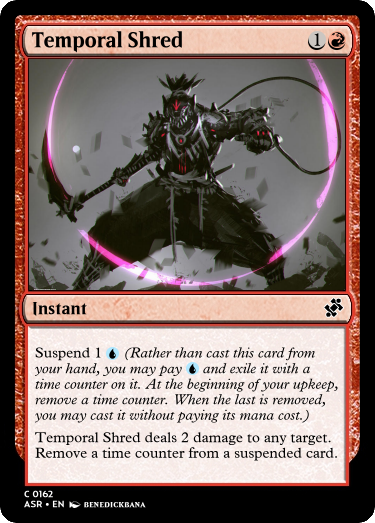 Temporal Shred 1
Instant
Suspend 1 (Rather than cast this card from
your hand, you may pay and exile it with a
time counter on it. At the beginning of your upkeep,
remove a time counter. When the last is removed,
you may cast it without paying its mana cost.)
Temporal Shred deals 2 damage to any target.
Remove a time counter from a suspended card.
C 0162
ASR • EN BENEDICKBANA